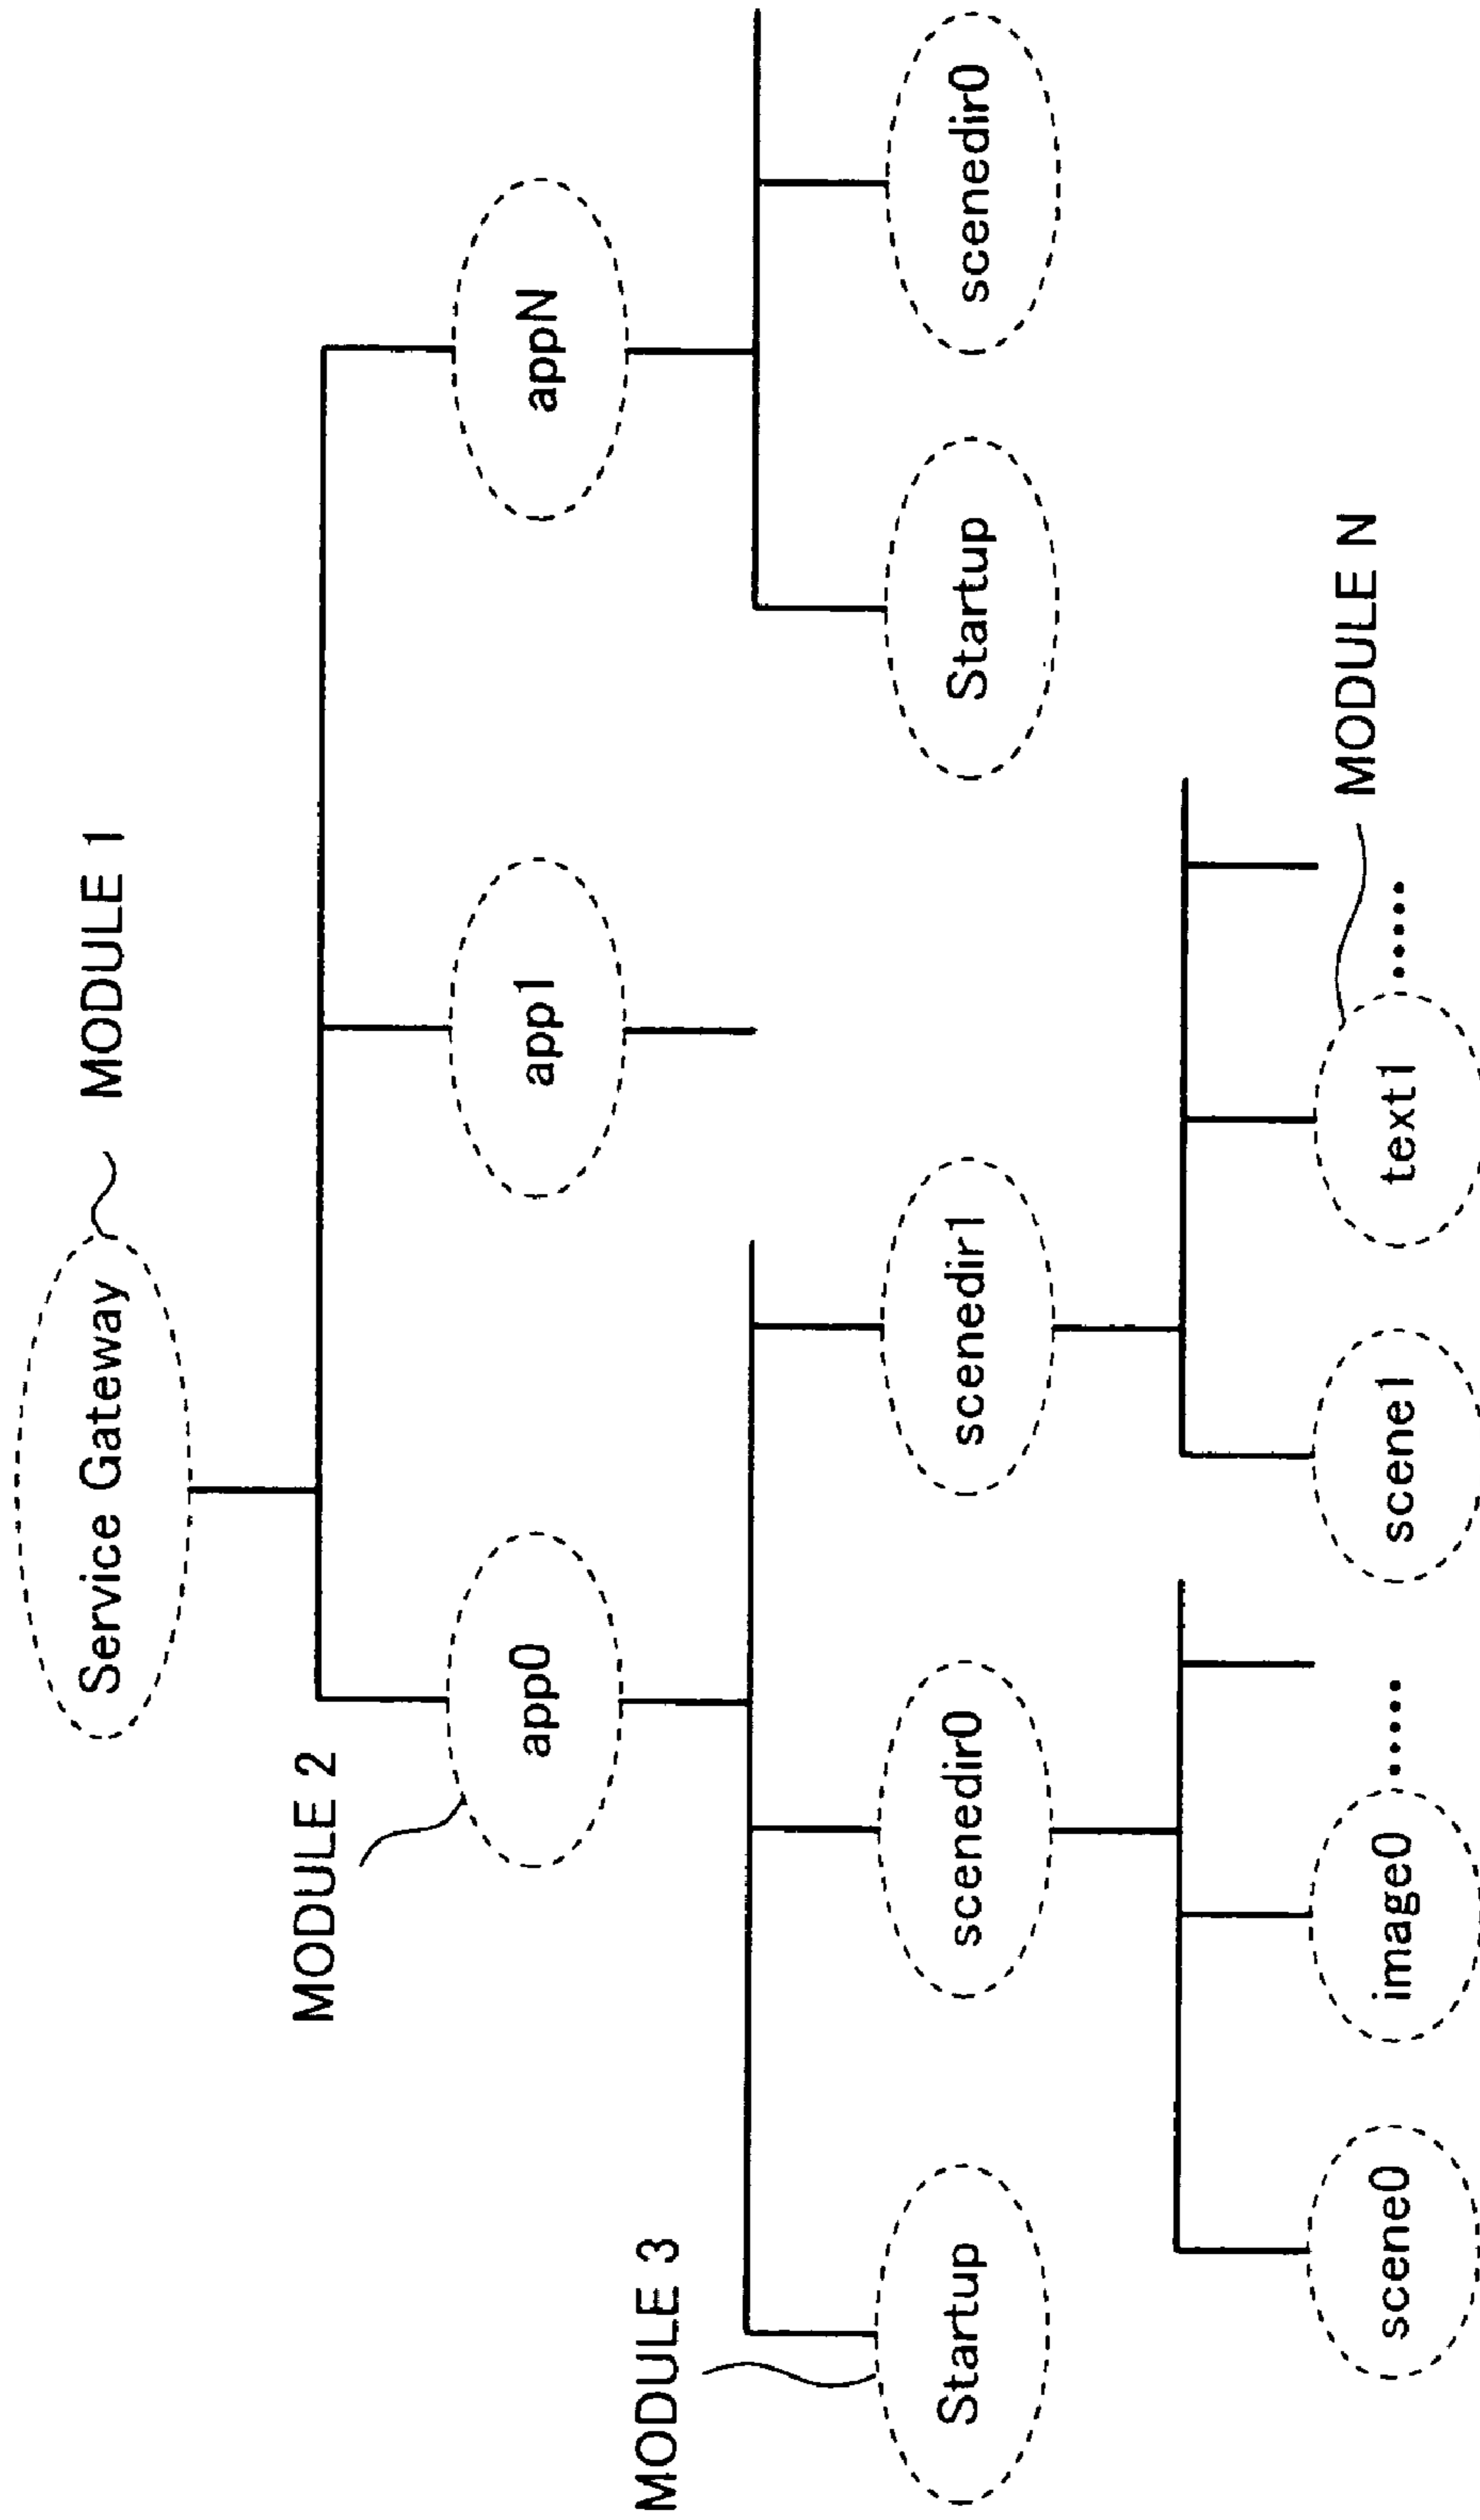 Service Gateway
MODULE 1
MODULE 2
app0
app1
appN
MODULE 3
Startup
scenedir0
scenedir1
Startup
scenedir0
MODULE N
scene0
image0
.....
scene1
text1
.....